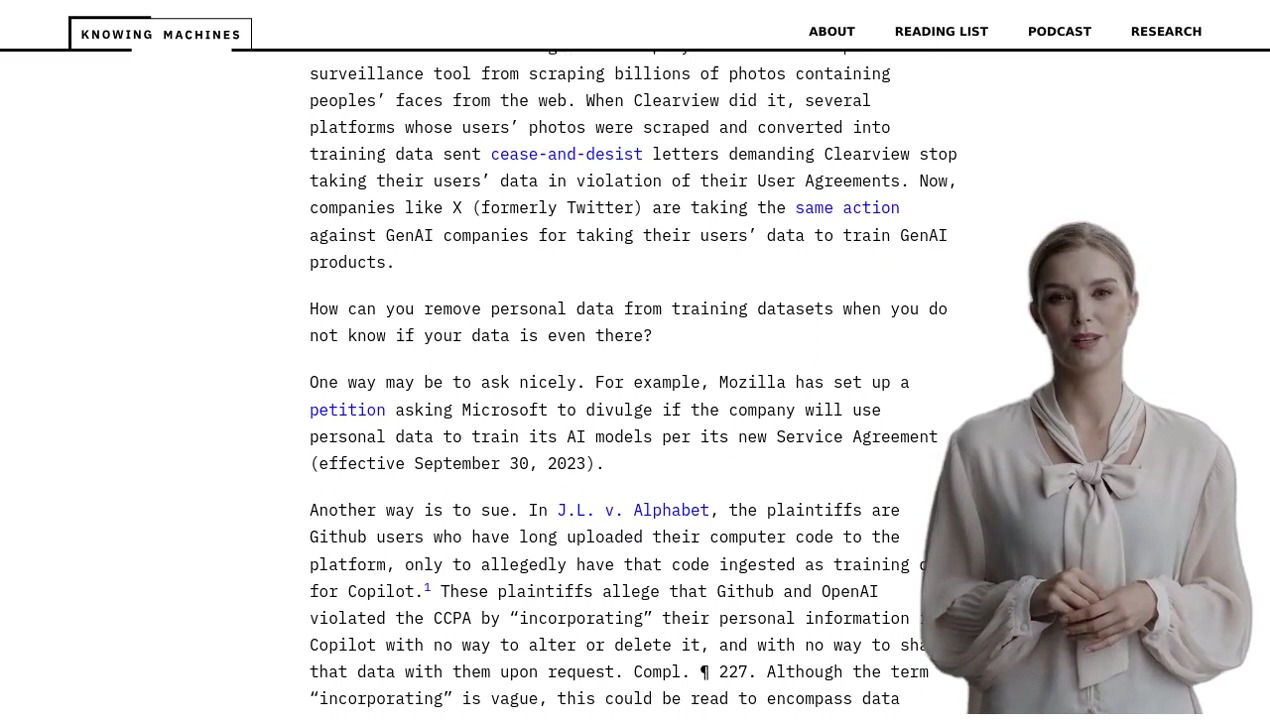 KNOWING MACHINES
ABOUT
READING LIST
PODCAST
RESEARCH
surveillance tool from scraping billions of photos containing
peoples’ faces from the web. When Clearview did it, several
platforms whose users’ photos were scraped and converted into
training data sent cease-and-desist letters demanding Clearview stop
taking their users’ data in violation of their User Agreements. Now,
companies like X (formerly Twitter) are taking the same action
against GenAI companies for taking their users’ data to train GenAI
products.
How can you remove personal data from training datasets when you do
not know if your data is even there?
One way may be to ask nicely. For example, Mozilla has set up a
petition asking Microsoft to divulge if the company will use
personal data to train its AI models per its new Service Agreement
(effective September 30, 2023).
Another way is to sue. In J.L. v. Alphabet, the plaintiffs are
Github users who have long uploaded their computer code to the
platform, only to allegedly have that code ingested as training
for Copilot.1 These plaintiffs allege that Github and OpenAI
violated the CCPA by “incorporating” their personal information
Copilot with no way to alter or delete it, and with no way to
that data with them upon request. Compl. ¶ 227. Although the term
“incorporating” is vague, this could be read to encompass data